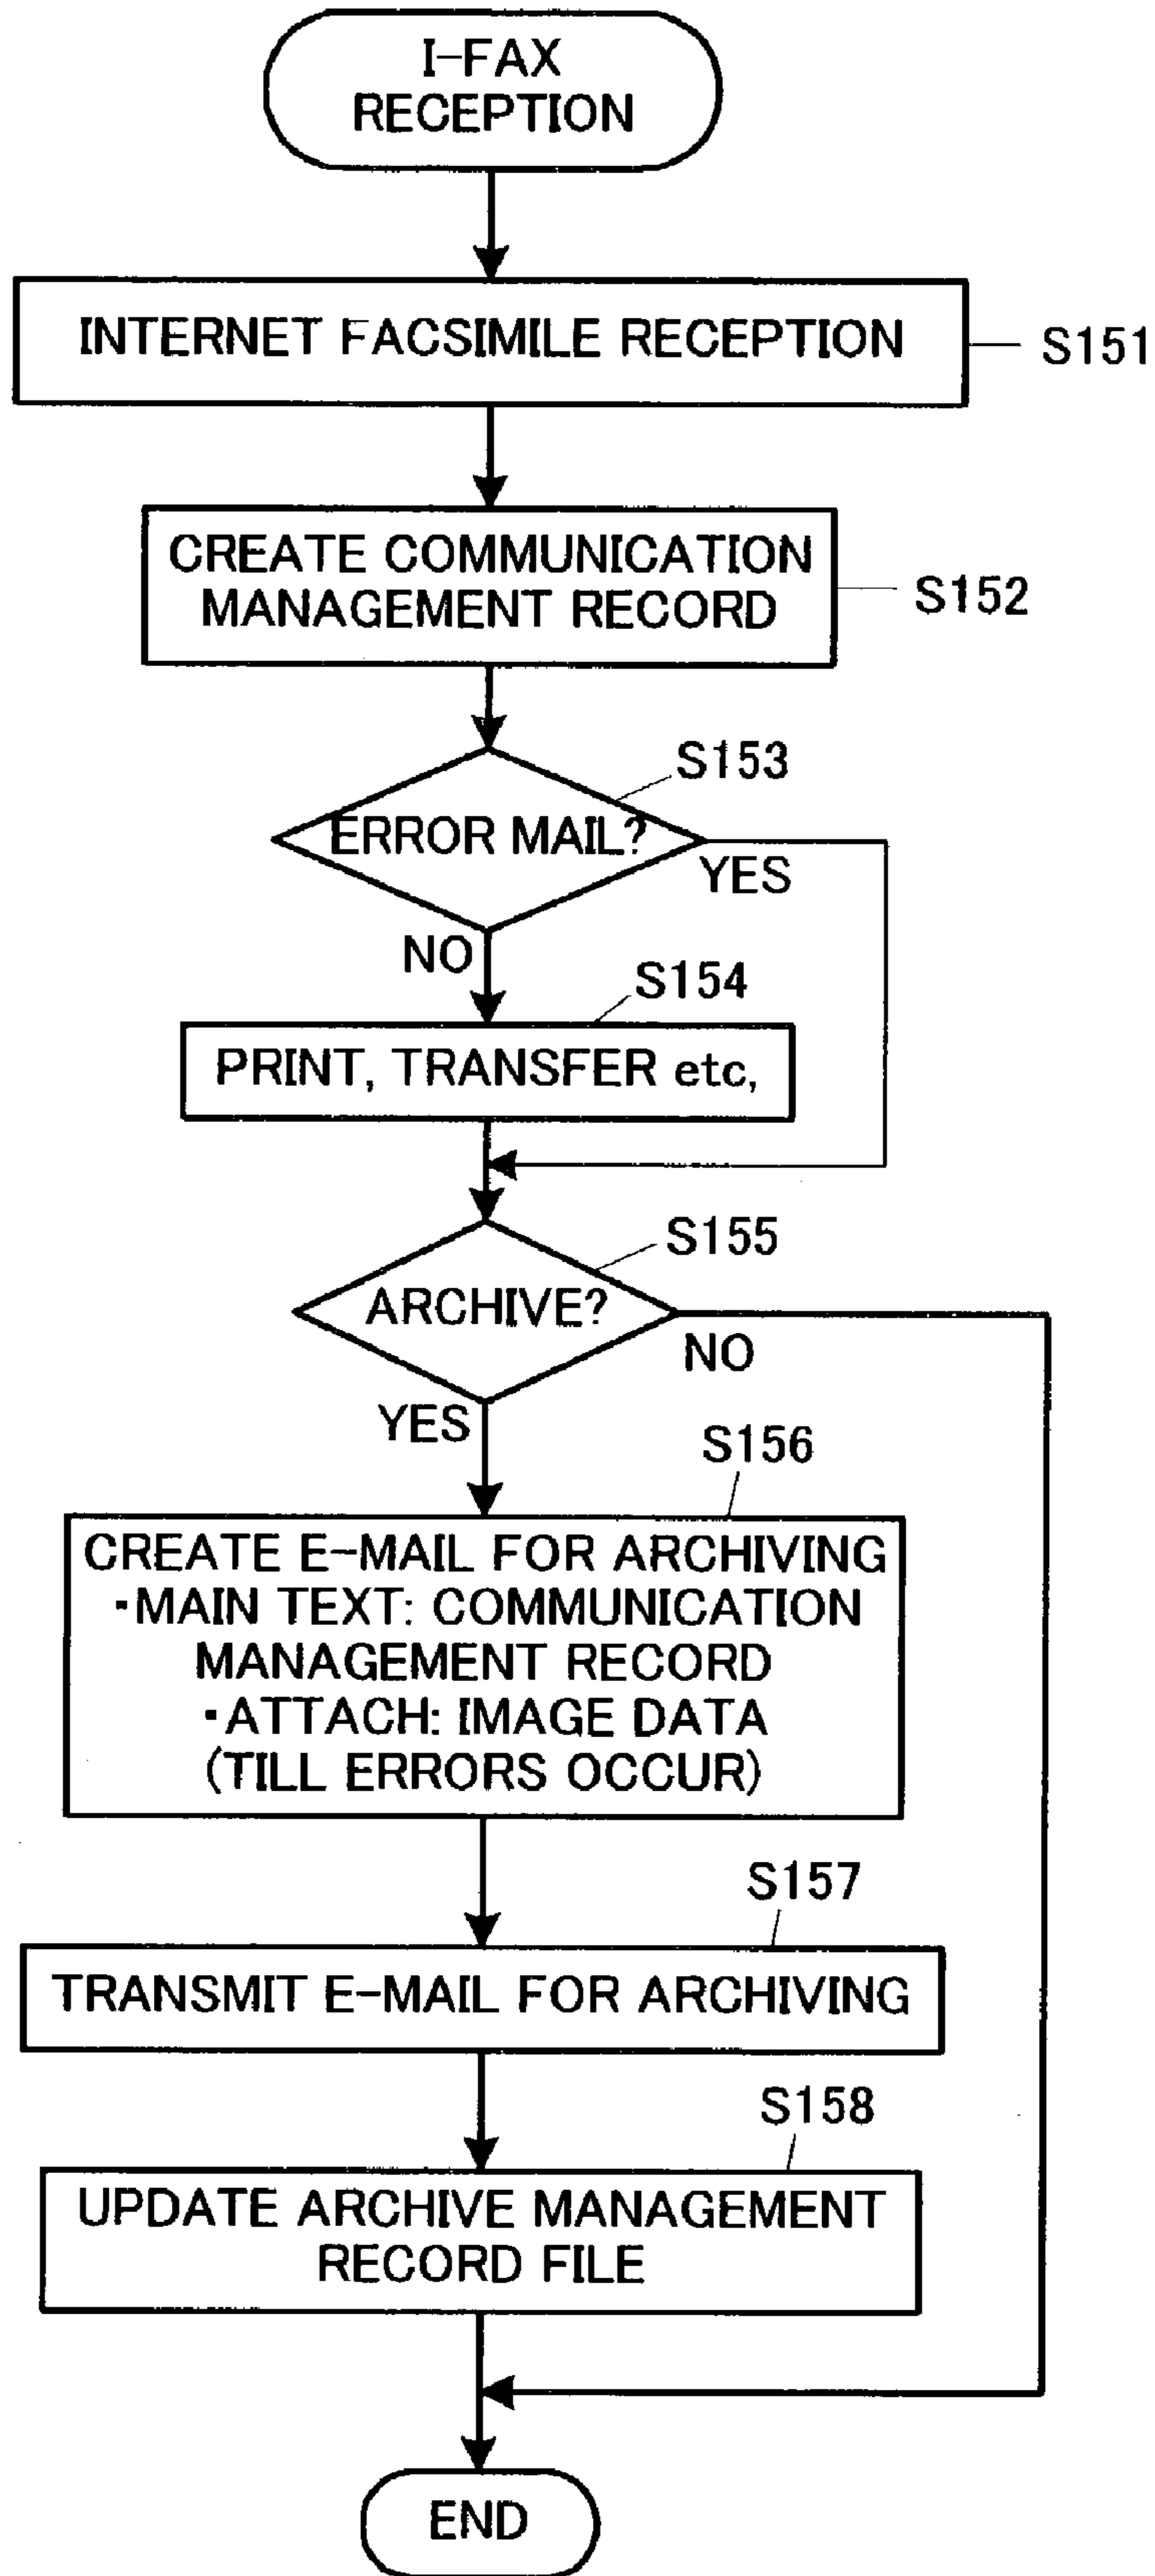 I-FAX
RECEPTION
INTERNET FACSIMILE RECEPTION
S151
CREATE COMMUNICATION
MANAGEMENT RECORD
S152
S153
ERROR MAIL?
YES
NO
S154
PRINT, TRANSFER etc,
S155
ARCHIVE?
NO
YES
S156
CREATE E-MAIL FOR ARCHIVING
・MAIN TEXT: COMMUNICATION
MANAGEMENT RECORD
・ATTACH: IMAGE DATA
(TILL ERRORS OCCUR)
S157
TRANSMIT E-MAIL FOR ARCHIVING
S158
UPDATE ARCHIVE MANAGEMENT
RECORD FILE
END